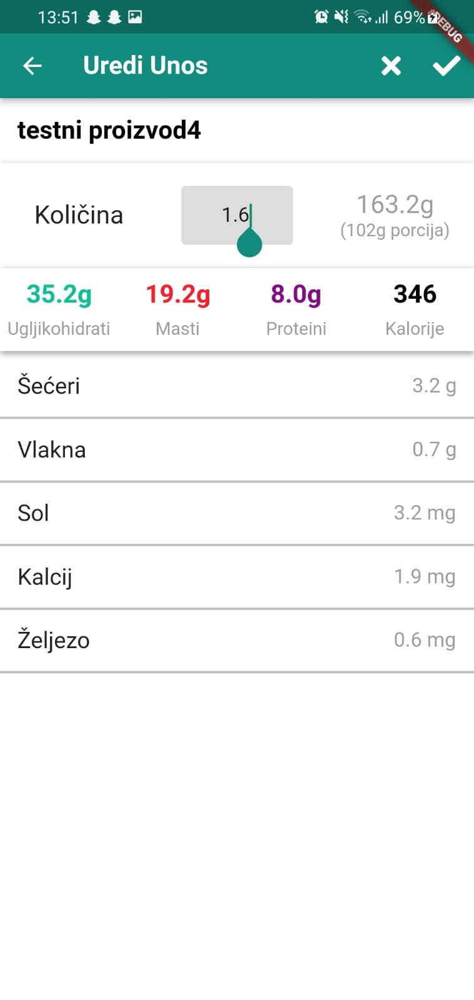 13:51 69%
DEBUG
Uredi Unos
testni proizvod4
Količina 1.6 163.2g
(102g porcija)
35.2g 19.2g 8.0g 346
Ugljikohidrati Masti Proteini Kalorije
Šećeri 3.2 g
Vlakna 0.7 g
Sol 3.2 mg
Kalcij 1.9 mg
Željezo 0.6 mg